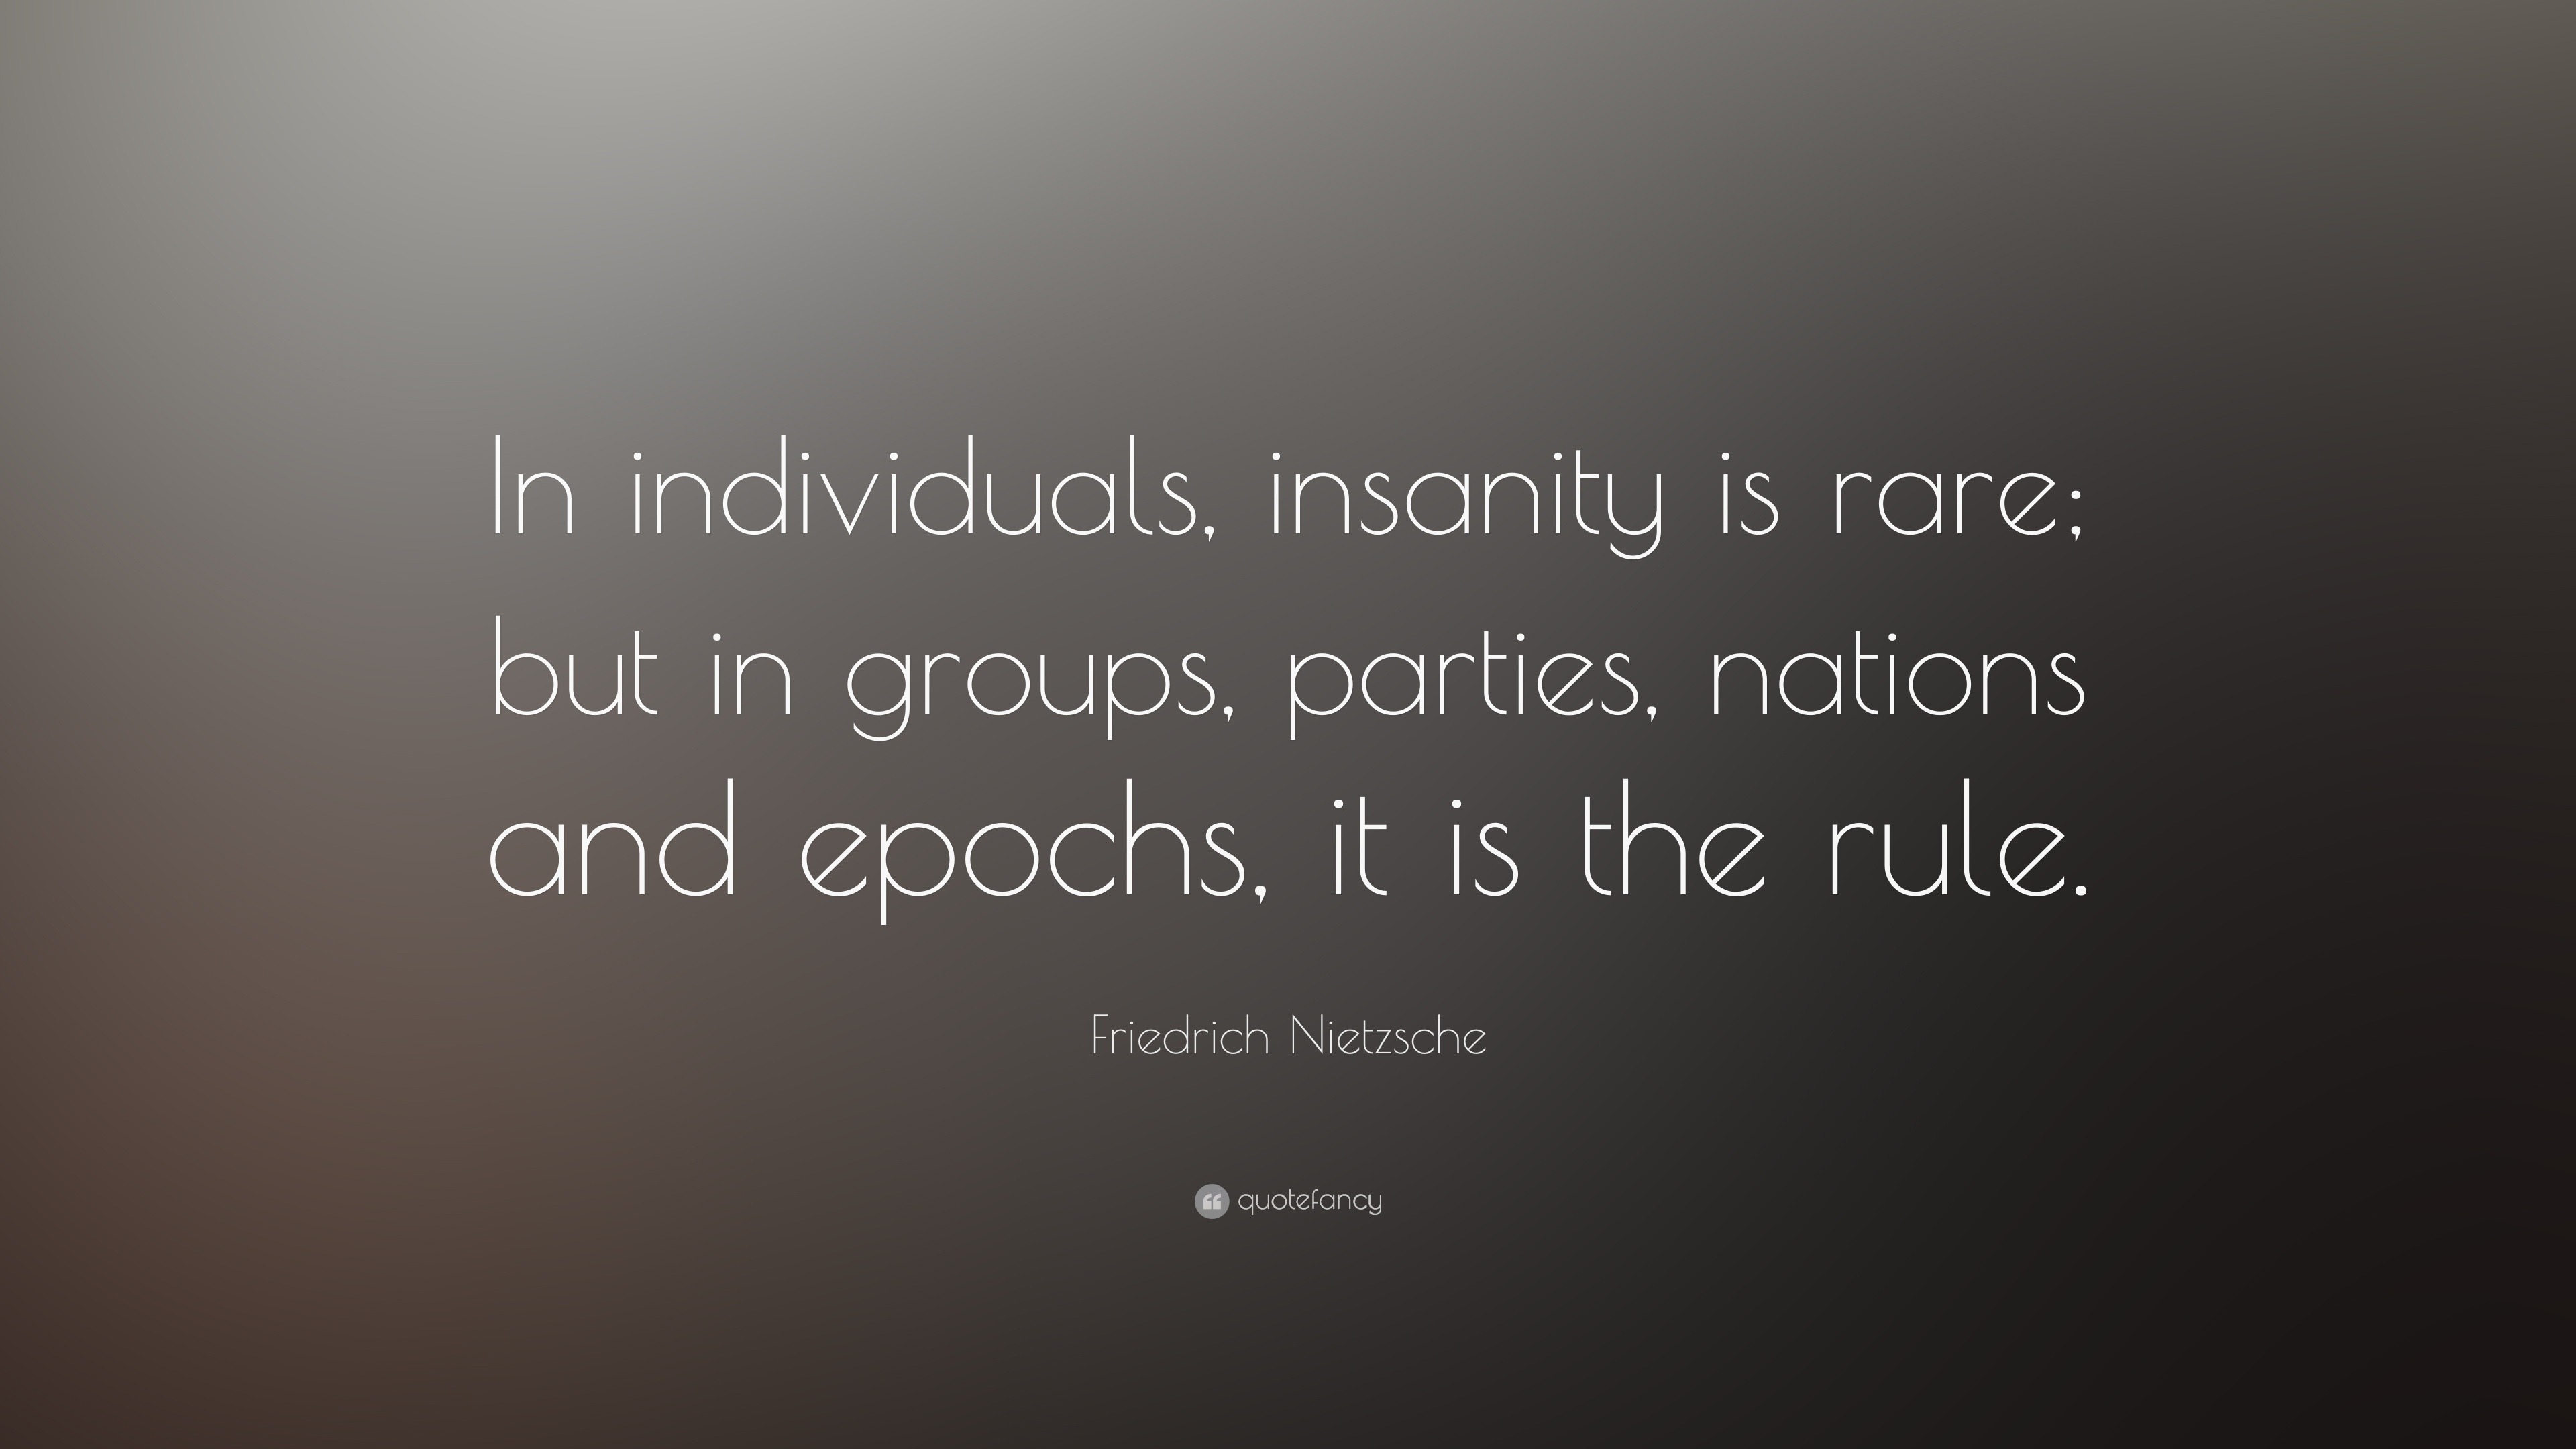 In individuals, insanity is rare;
but in groups, parties, nations
and epochs, it is the rule.
Friedrich Nietzsche
quotefancy